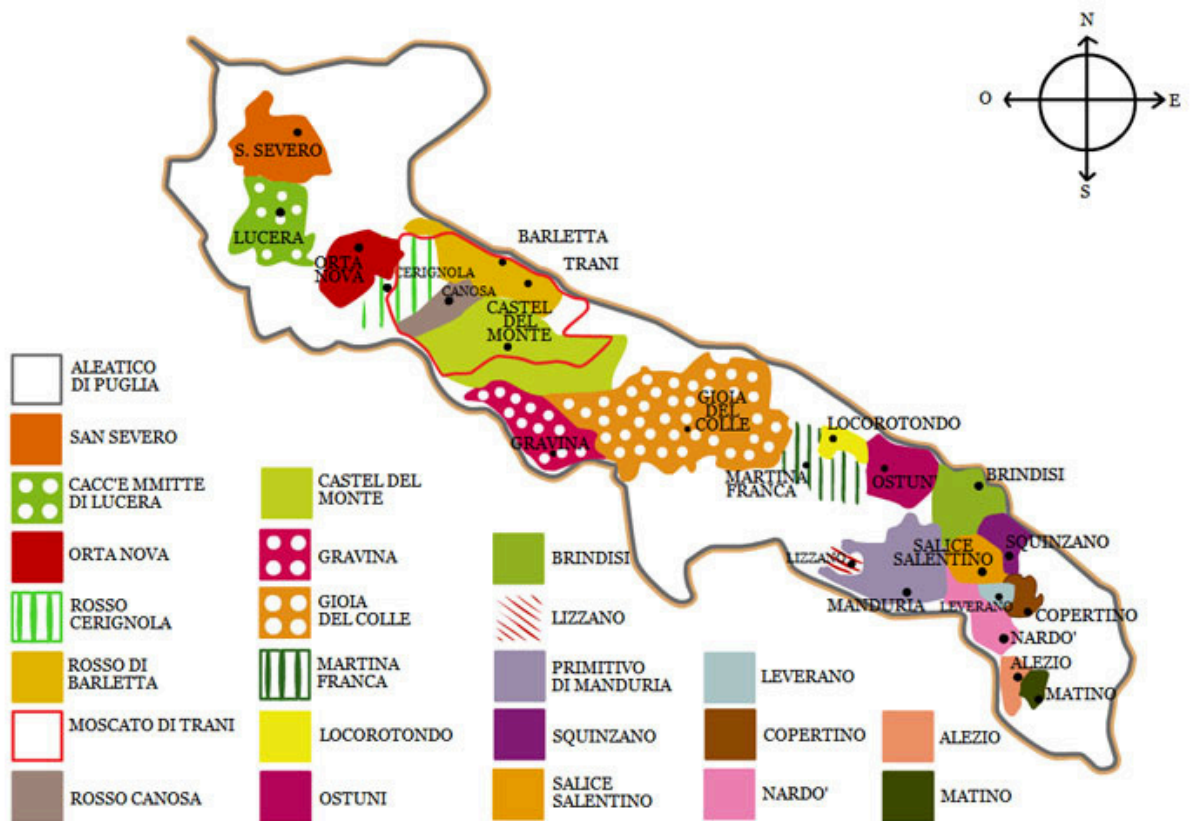 N
O
E
S
S. SEVERO
LUCERA
ORTA
NOVA
CERIGNOLA
CANOSA
BARLETTA
TRANI
CASTEL
DEL
MONTE
GRAVINA
GIOIA
DEL
COLLE
LOCOROTONDO
MARTINA
FRANCA
OSTUNI
BRINDISI
LIZZANO
MANDURIA
SALICE
SALENTINO
SQUINZANO
LEVERANO
COPERTINO
NARDO'
ALEZIO
MATINO
ALEATICO
DI PUGLIA
SAN SEVERO
CACC'E MMITTE
DI LUCERA
ORTA NOVA
ROSSO
CERIGNOLA
ROSSO DI
BARLETTA
MOSCATO DI TRANI
ROSSO CANOSA
CASTEL DEL
MONTE
GRAVINA
GIOIA
DEL COLLE
MARTINA
FRANCA
LOCOROTONDO
OSTUNI
BRINDISI
LIZZANO
PRIMITIVO
DI MANDURIA
SQUINZANO
SALICE
SALENTINO
LEVERANO
COPERTINO
NARDO'
ALEZIO
MATINO